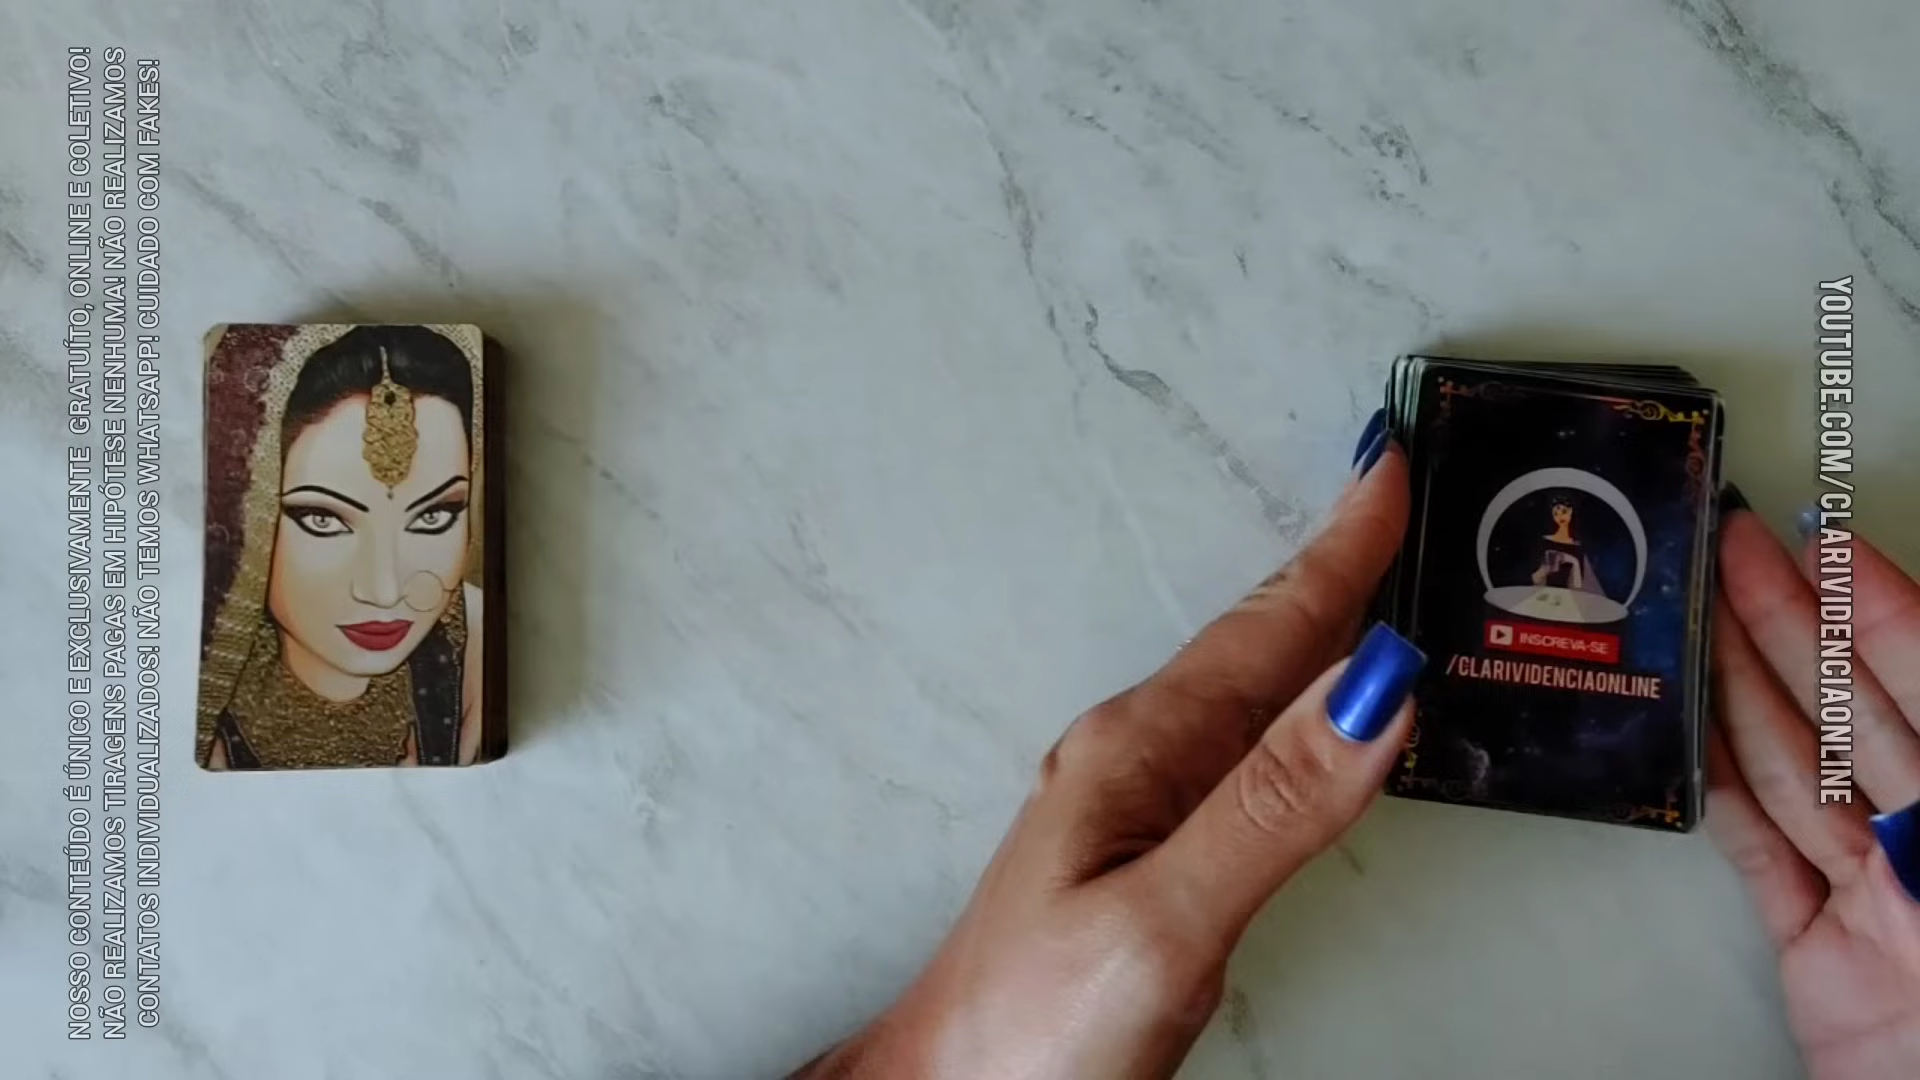 NOSSO CONTEÚDO É ÚNICO E EXCLUSIVAMENTE GRATUÍTO, ONLINE E COLETIVO!
NÃO REALIZAMOS TIRAGENS PAGAS EM HIPÓTESE NENHUMA! NÃO REALIZAMOS
CONTATOS INDIVIDUALIZADOS! NÃO TEMOS WHATSAPP! CUIDADO COM FAKES!
INSCREVA-SE
/CLARIVIDENCIAONLINE
YOUTUBE.COM/CLARIVIDENCIAONLINE